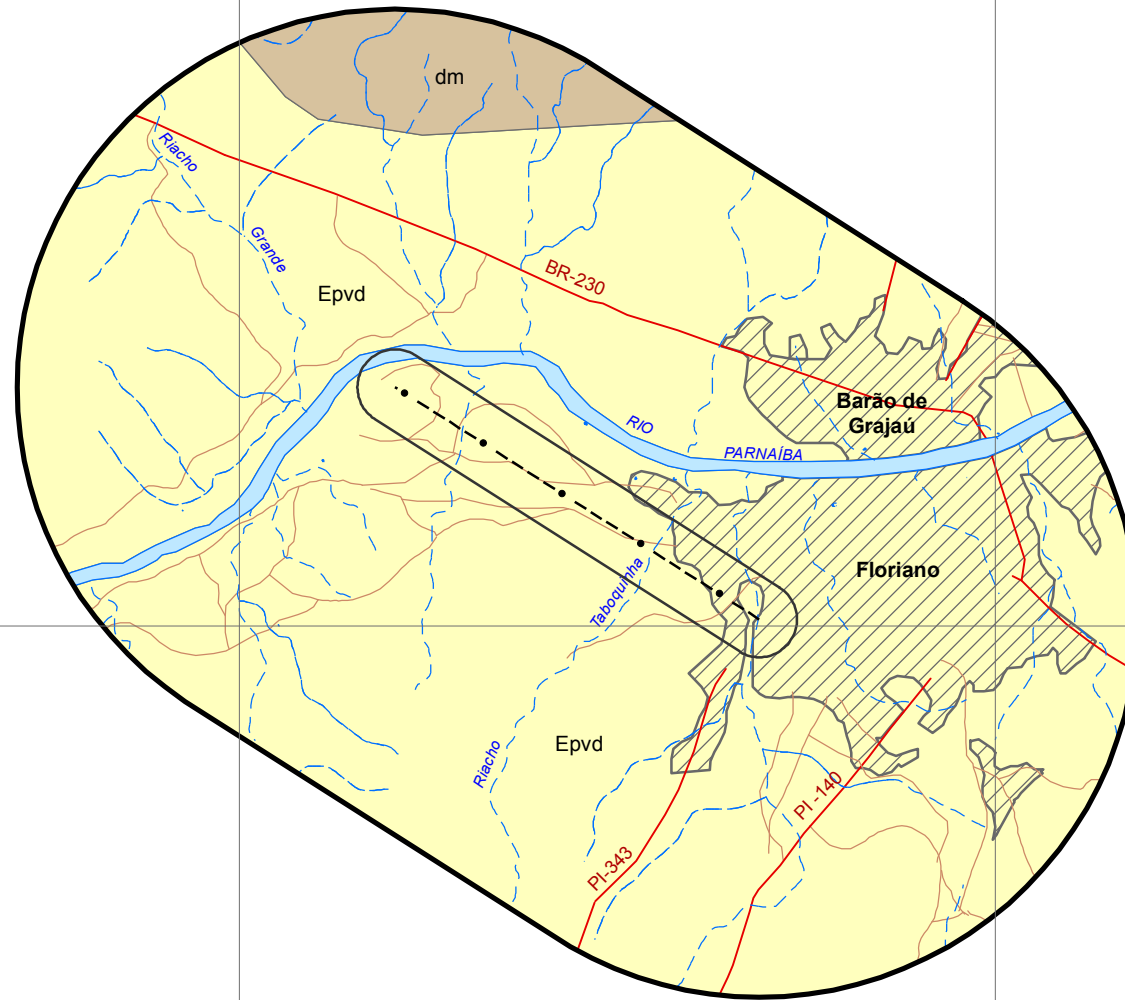 dm
Riacho
Grande
BR-230
Epvd
Barão de
Grajaú
RIO
PARNAÍBA
Floriano
Taboquinha
Epvd
Riacho
PI -140
PI-343